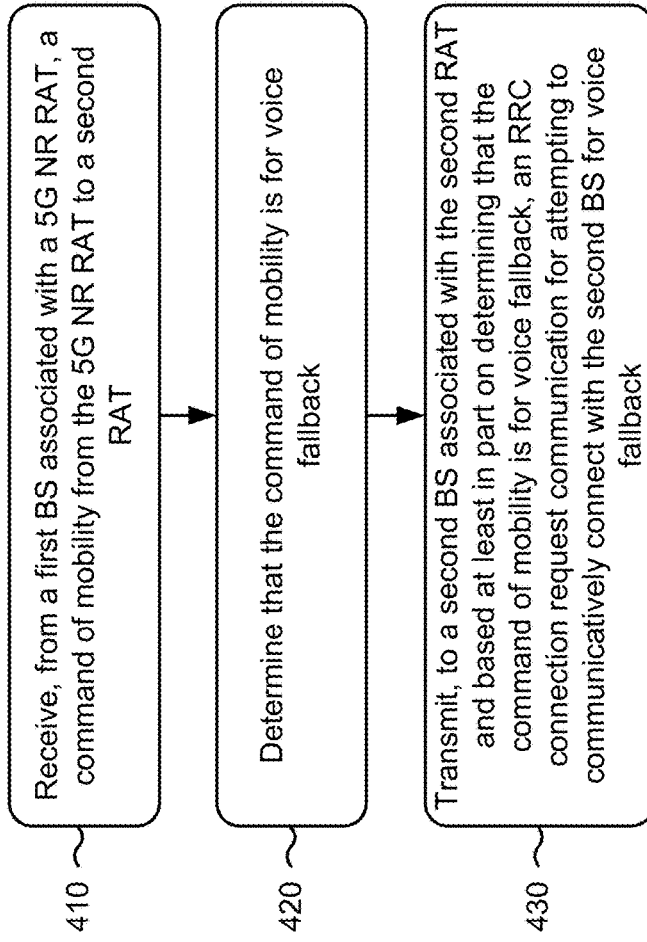 410
Receive, from a first BS associated with a 5G NR RAT, a
command of mobility from the 5G NR RAT to a second
RAT
420
Determine that the command of mobility is for voice
fallback
430
Transmit, to a second BS associated with the second RAT
and based at least in part on determining that the
command of mobility is for voice fallback, an RRC
connection request communication for attempting to
communicatively connect with the second BS for voice
fallback